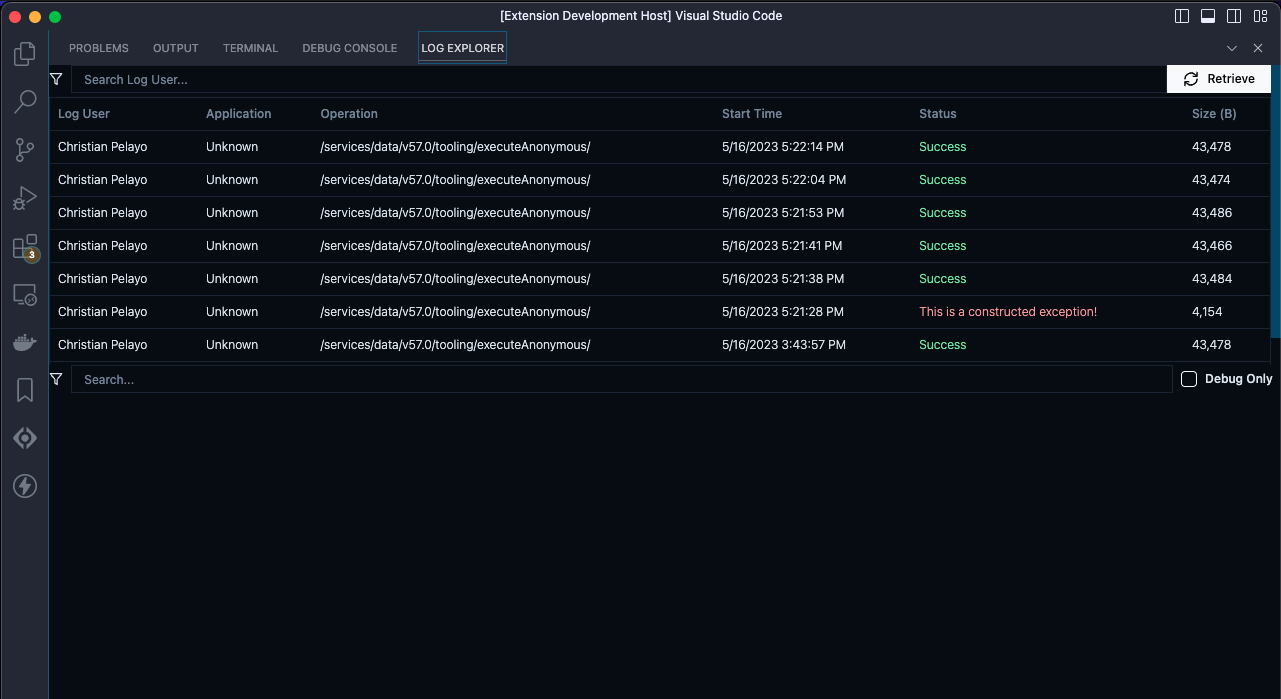 [Extension Development Host] Visual Studio Code
PROBLEMS OUTPUT TERMINAL DEBUG CONSOLE LOG EXPLORER
Search Log User... Retrieve
Log User Application Operation Start Time Status Size (B)
Christian Pelayo Unknown /services/data/v57.0/tooling/executeAnonymous/ 5/16/2023 5:22:14 PM Success 43,478
Christian Pelayo Unknown /services/data/v57.0/tooling/executeAnonymous/ 5/16/2023 5:22:04 PM Success 43,474
Christian Pelayo Unknown /services/data/v57.0/tooling/executeAnonymous/ 5/16/2023 5:21:53 PM Success 43,486
Christian Pelayo Unknown /services/data/v57.0/tooling/executeAnonymous/ 5/16/2023 5:21:41 PM Success 43,466
Christian Pelayo Unknown /services/data/v57.0/tooling/executeAnonymous/ 5/16/2023 5:21:38 PM Success 43,484
Christian Pelayo Unknown /services/data/v57.0/tooling/executeAnonymous/ 5/16/2023 5:21:28 PM This is a constructed exception! 4,154
Christian Pelayo Unknown /services/data/v57.0/tooling/executeAnonymous/ 5/16/2023 3:43:57 PM Success 43,478
Search... Debug Only
3